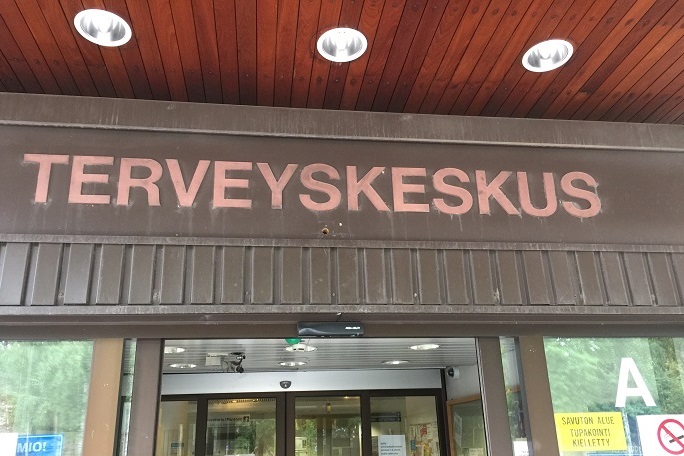 TERVEYSKESKUS
A
SAVUTON ALUE
TUPAKOINTI
KIELLETTY
MIO!